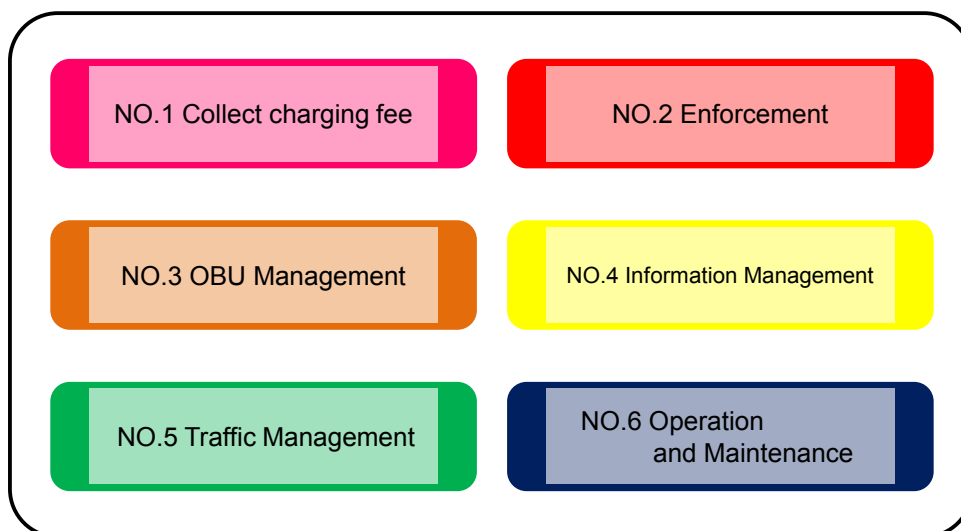 NO.1 Collect charging fee
NO.2 Enforcement
NO.3 OBU Management
NO.4 Information Management
NO.5 Traffic Management
NO.6 Operation
and Maintenance